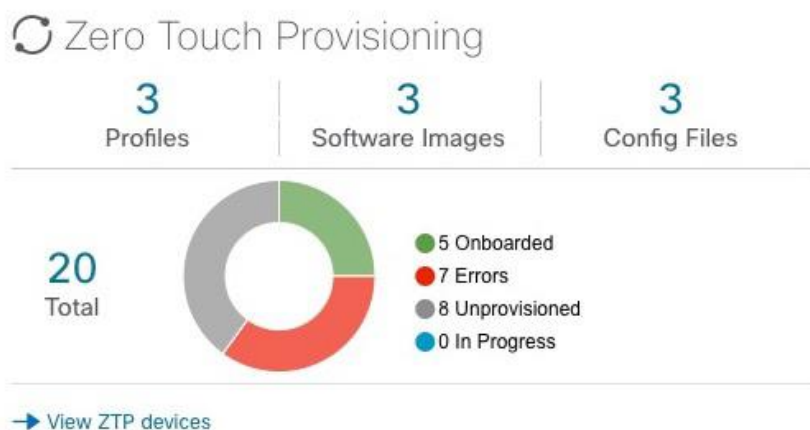 Zero Touch Provisioning
3
Profiles
3
Software Images
3
Config Files
20
Total
5 Onboarded
7 Errors
8 Unprovisioned
0 In Progress
View ZTP devices